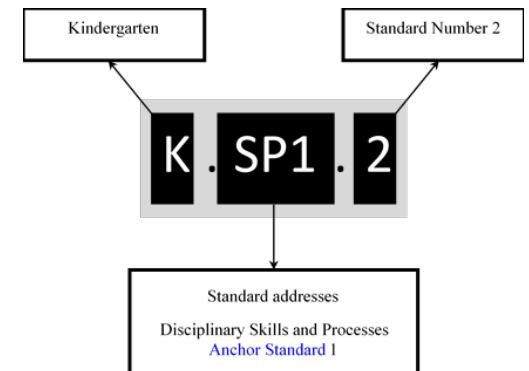 Kindergarten
Standard Number 2
K . SP1 . 2
Standard addresses
Disciplinary Skills and Processes
Anchor Standard 1